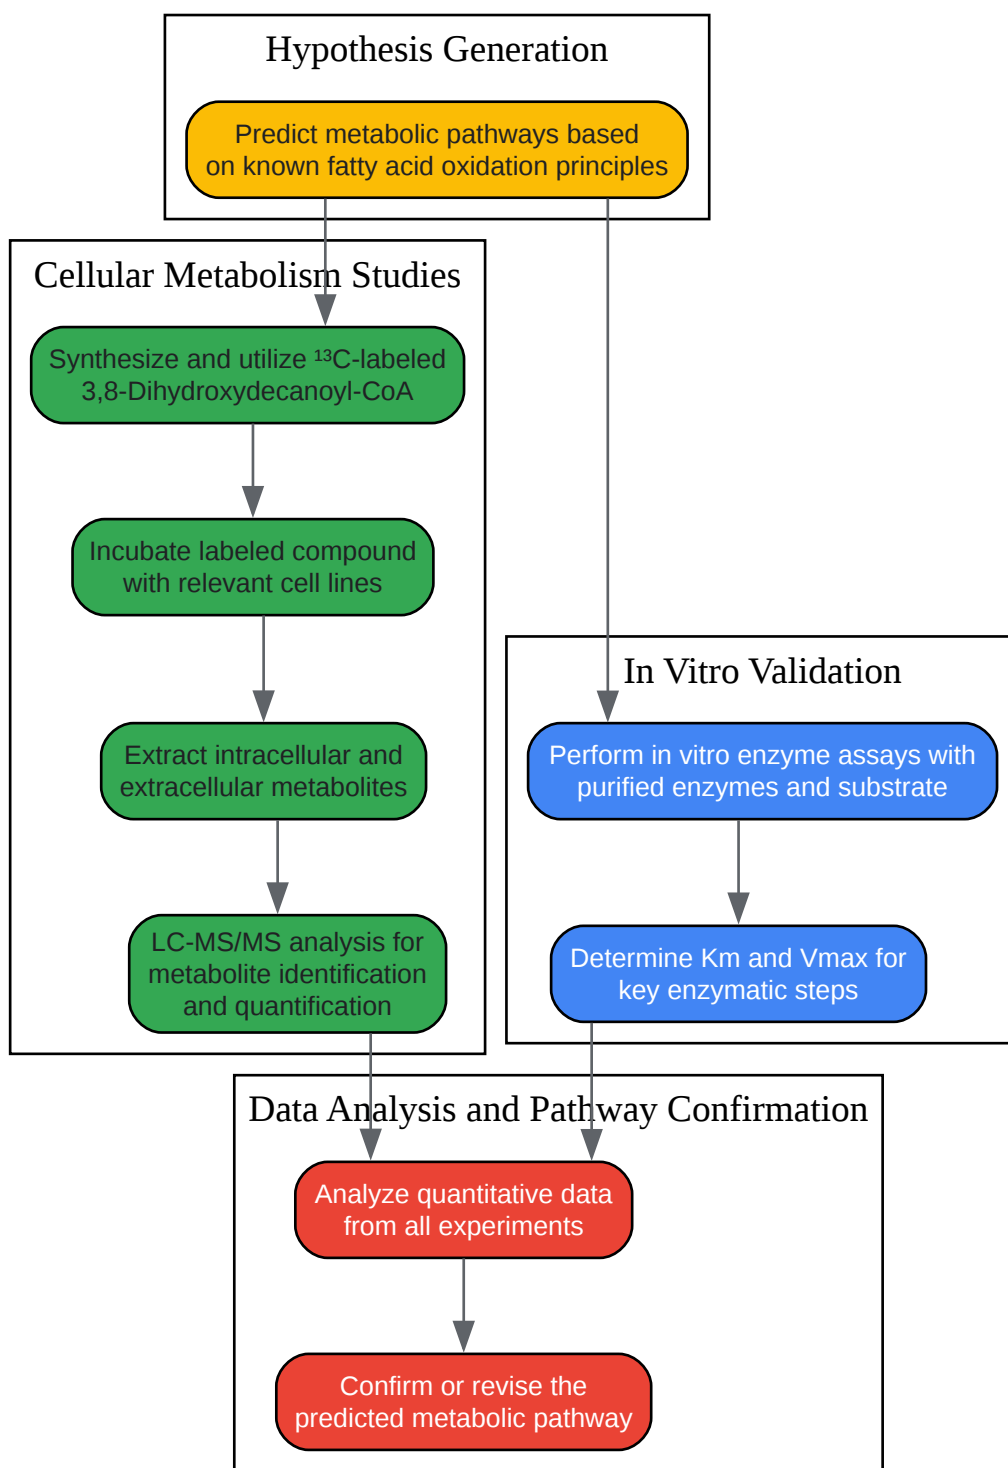 Hypothesis Generation
Predict metabolic pathways based
on known fatty acid oxidation principles
Cellular Metabolism Studies
Synthesize and utilize ¹³C-labeled
3,8-Dihydroxydecanoyl-CoA
Incubate labeled compound
with relevant cell lines
Extract intracellular and
extracellular metabolites
LC-MS/MS analysis for
metabolite identification
and quantification
In Vitro Validation
Perform in vitro enzyme assays with
purified enzymes and substrate
Determine Km and Vmax for
key enzymatic steps
Data Analysis and Pathway Confirmation
Analyze quantitative data
from all experiments
Confirm or revise the
predicted metabolic pathway